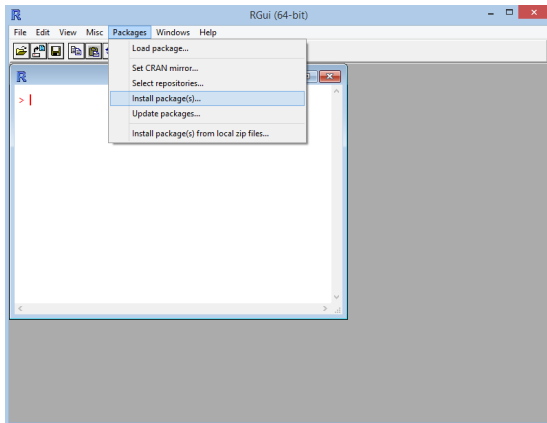 RGui (64-bit)
File Edit View Misc Packages Windows Help
Load package...
Set CRAN mirror...
Select repositories...
Install package(s)...
Update packages...
Install package(s) from local zip files...
>